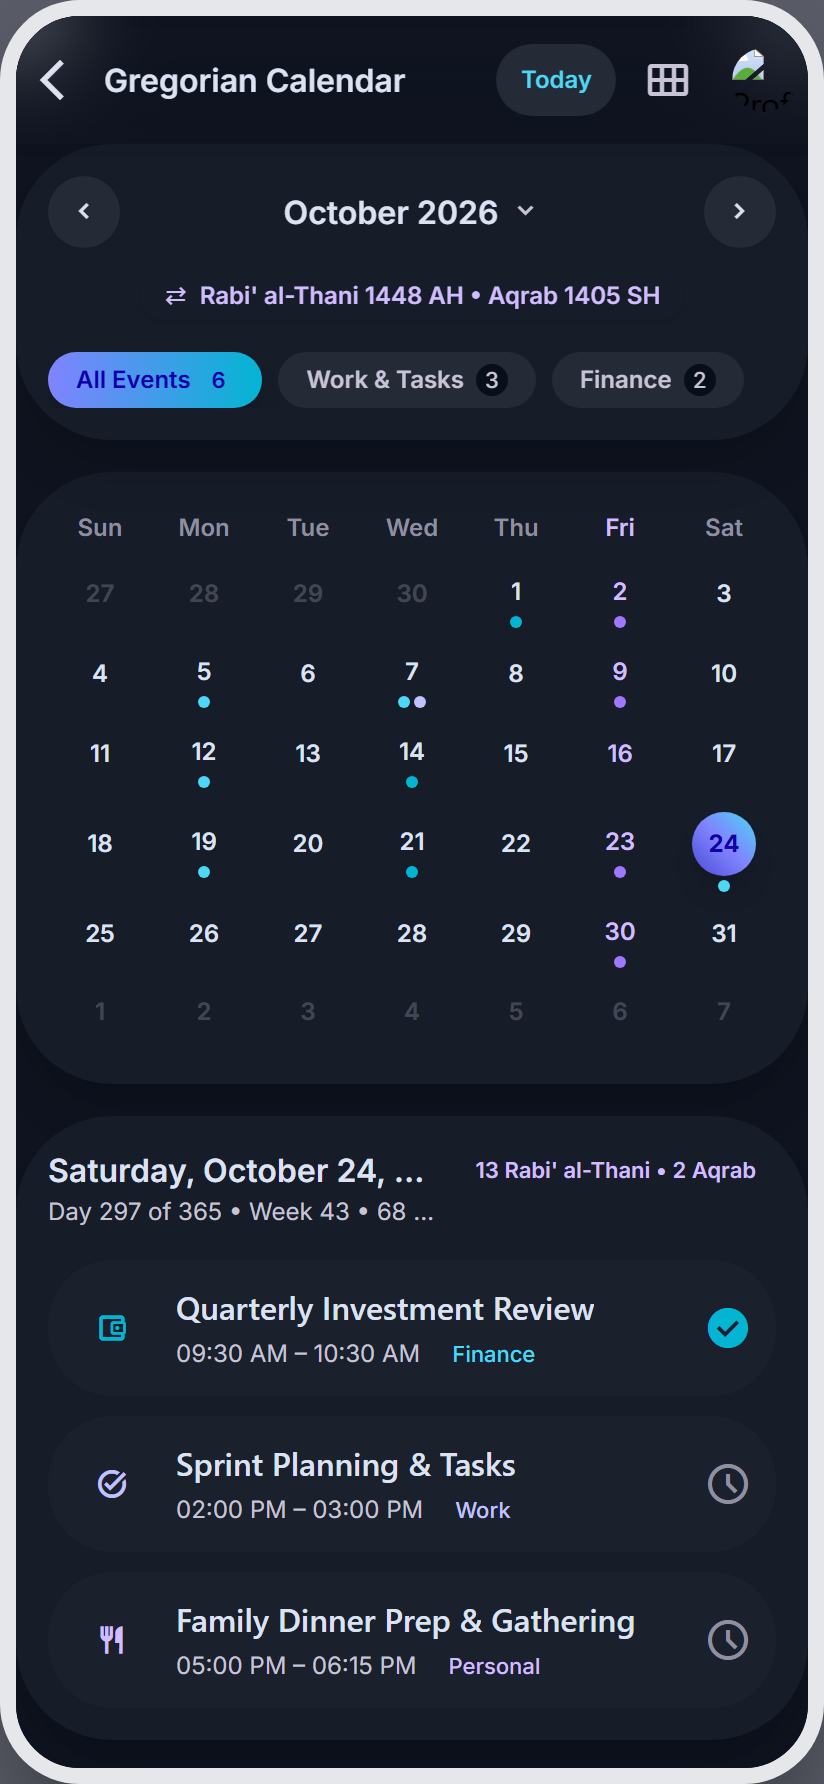 Gregorian Calendar Today
October 2026
Rabi' al-Thani 1448 AH • Aqrab 1405 SH
All Events 6 Work & Tasks 3 Finance 2
Sun Mon Tue Wed Thu Fri Sat
27 28 29 30 1 2 3
4 5 6 7 8 9 10
11 12 13 14 15 16 17
18 19 20 21 22 23 24
25 26 27 28 29 30 31
1 2 3 4 5 6 7
Saturday, October 24, ... 13 Rabi' al-Thani • 2 Aqrab
Day 297 of 365 • Week 43 • 68 ...
Quarterly Investment Review
09:30 AM – 10:30 AM Finance
Sprint Planning & Tasks
02:00 PM – 03:00 PM Work
Family Dinner Prep & Gathering
05:00 PM – 06:15 PM Personal